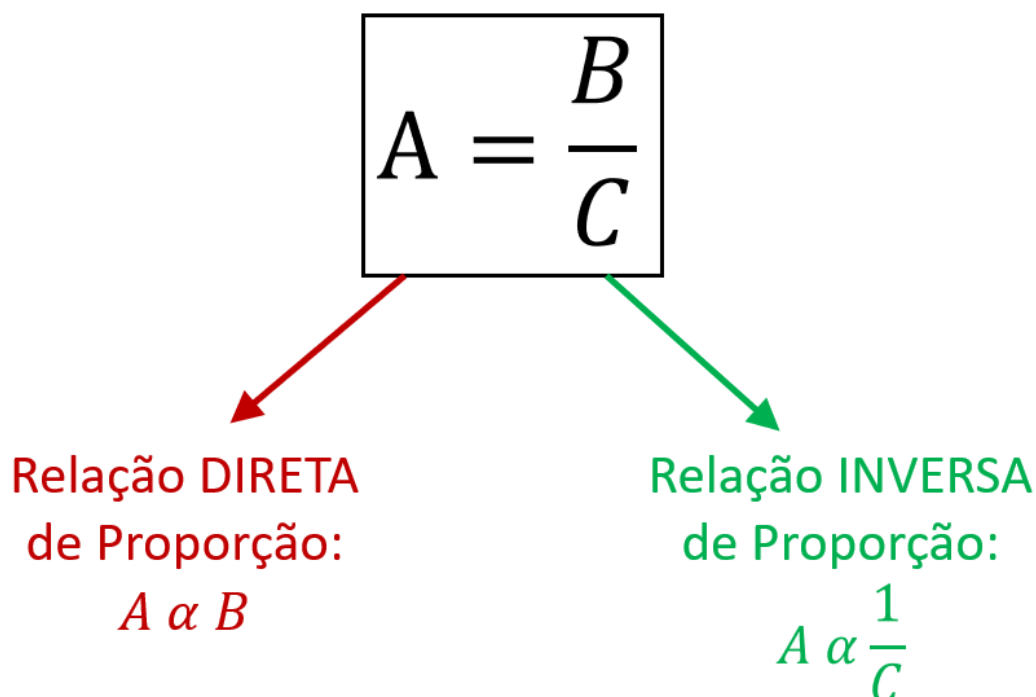 A = B/C
Relação DIRETA
de Proporção:
A α B
Relação INVERSA
de Proporção:
A α 1/C